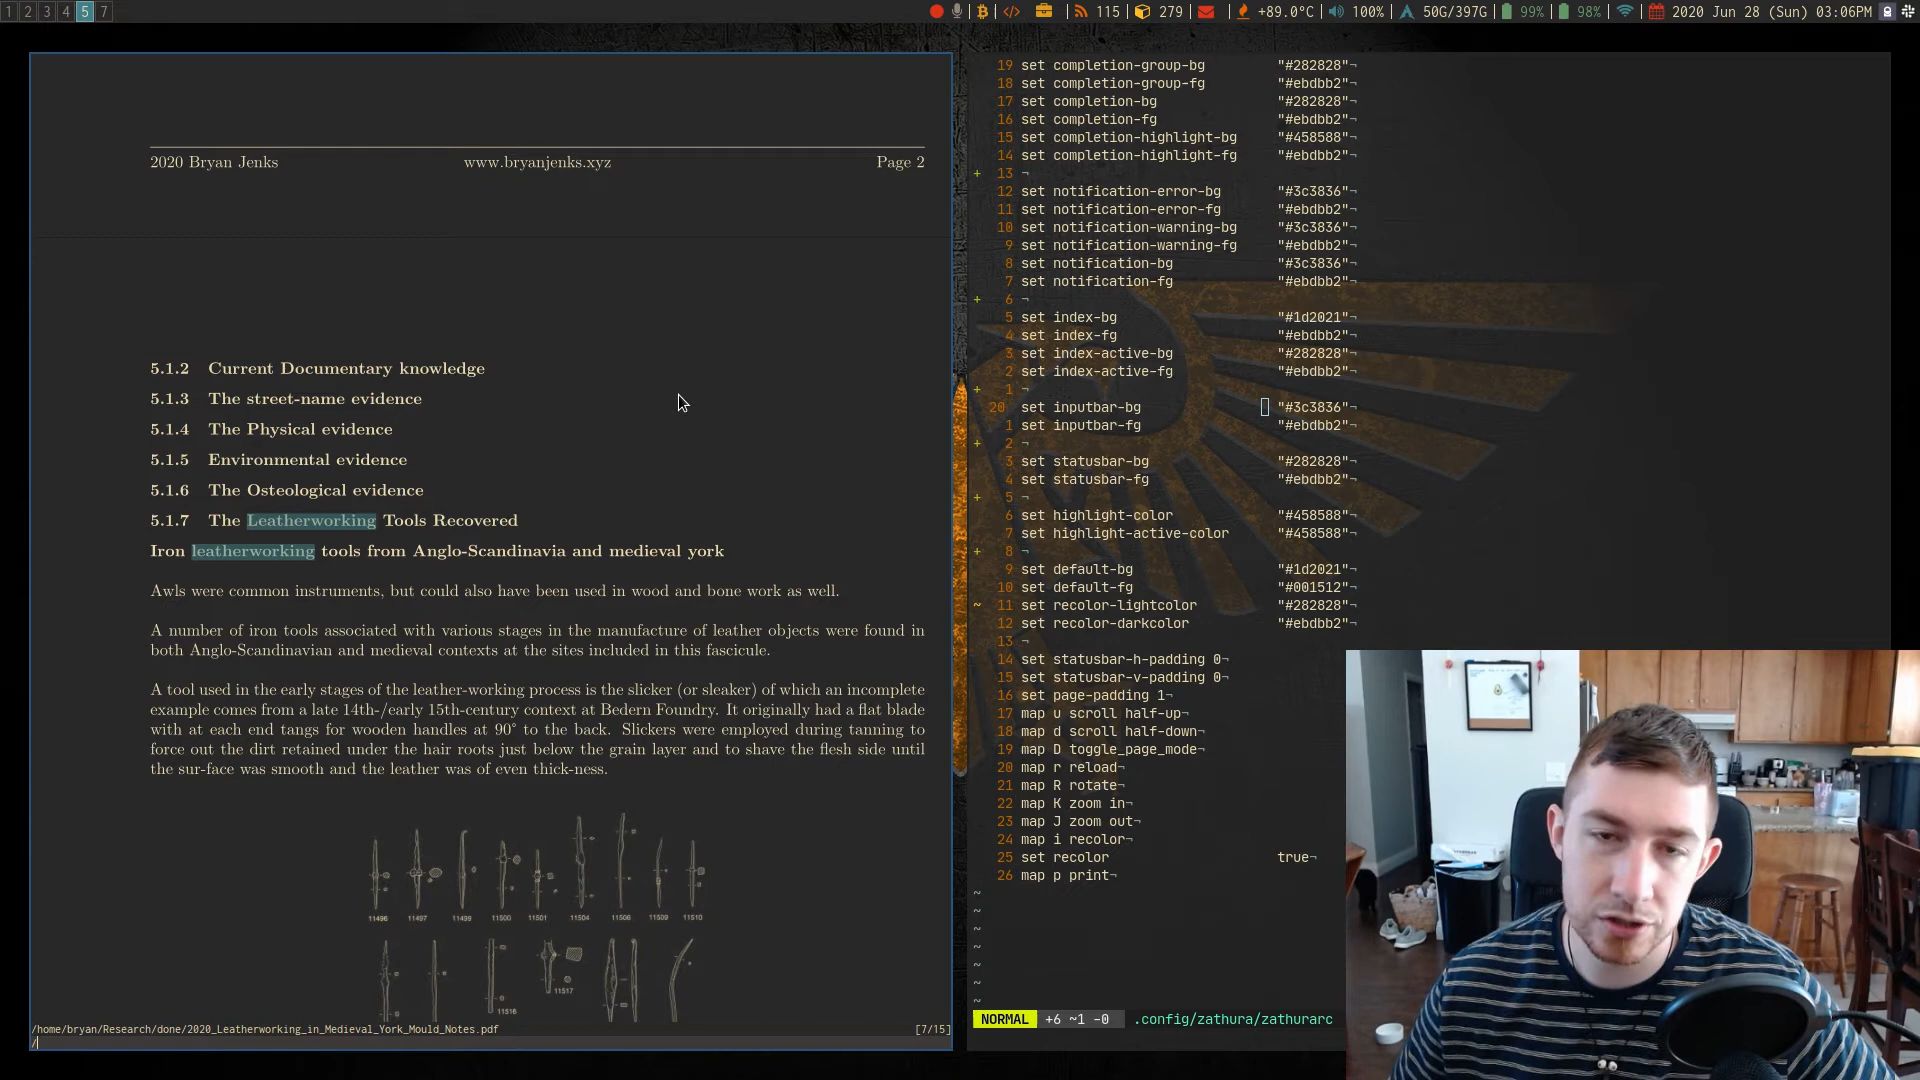 1 2 3 4 5 7
115 279 +89.0°C 100% 50G/397G 99% 98% 2020 Jun 28 (Sun) 03:06PM
2020 Bryan Jenks www.bryanjenks.xyz Page 2
5.1.2 Current Documentary knowledge
5.1.3 The street-name evidence
5.1.4 The Physical evidence
5.1.5 Environmental evidence
5.1.6 The Osteological evidence
5.1.7 The Leatherworking Tools Recovered
Iron leatherworking tools from Anglo-Scandinavia and medieval york
Awls were common instruments, but could also have been used in wood and bone work as well.
A number of iron tools associated with various stages in the manufacture of leather objects were found in
both Anglo-Scandinavian and medieval contexts at the sites included in this fascicule.
A tool used in the early stages of the leather-working process is the slicker (or sleaker) of which an incomplete
example comes from a late 14th-/early 15th-century context at Bedern Foundry. It originally had a flat blade
with at each end tangs for wooden handles at 90° to the back. Slickers were employed during tanning to
force out the dirt retained under the hair roots just below the grain layer and to shave the flesh side until
the sur-face was smooth and the leather was of even thick-ness.
11496 11497 11499 11500 11501 11504 11506 11509 11510
11517
11516
/home/bryan/Research/done/2020_Leatherworking_in_Medieval_York_Mould_Notes.pdf [7/15]
/
19 set completion-group-bg "#282828"¬
18 set completion-group-fg "#ebdbb2"¬
17 set completion-bg "#282828"¬
16 set completion-fg "#ebdbb2"¬
15 set completion-highlight-bg "#458588"¬
14 set completion-highlight-fg "#ebdbb2"¬
+ 13 ¬
12 set notification-error-bg "#3c3836"¬
11 set notification-error-fg "#ebdbb2"¬
10 set notification-warning-bg "#3c3836"¬
9 set notification-warning-fg "#ebdbb2"¬
8 set notification-bg "#3c3836"¬
7 set notification-fg "#ebdbb2"¬
+ 6 ¬
5 set index-bg "#1d2021"¬
4 set index-fg "#ebdbb2"¬
3 set index-active-bg "#282828"¬
2 set index-active-fg "#ebdbb2"¬
+ 1 ¬
20 set inputbar-bg "#3c3836"¬
1 set inputbar-fg "#ebdbb2"¬
+ 2 ¬
3 set statusbar-bg "#282828"¬
4 set statusbar-fg "#ebdbb2"¬
+ 5 ¬
6 set highlight-color "#458588"¬
7 set highlight-active-color "#458588"¬
+ 8 ¬
9 set default-bg "#1d2021"¬
10 set default-fg "#001512"¬
~ 11 set recolor-lightcolor "#282828"¬
12 set recolor-darkcolor "#ebdbb2"¬
13 ¬
14 set statusbar-h-padding 0¬
15 set statusbar-v-padding 0¬
16 set page-padding 1¬
17 map u scroll half-up¬
18 map d scroll half-down¬
19 map D toggle_page_mode¬
20 map r reload¬
21 map R rotate¬
22 map K zoom in¬
23 map J zoom out¬
24 map i recolor¬
25 set recolor true¬
26 map p print¬
~
~
~
~
~
~
~
NORMAL +6 ~1 -0 .config/zathura/zathurarc